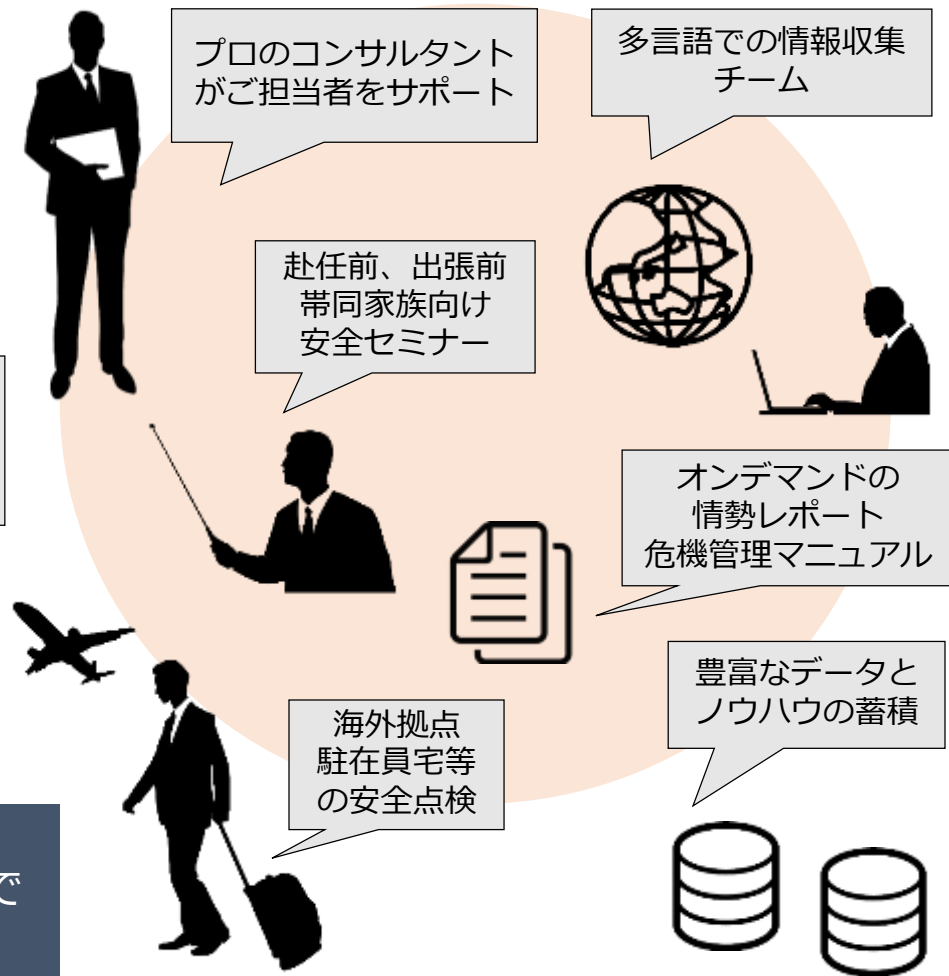 プロのコンサルタント
がご担当者をサポート
多言語での情報収集
チーム
赴任前、出張前
帯同家族向け
安全セミナー
オンデマンドの
情勢レポート
危機管理マニュアル
豊富なデータと
ノウハウの蓄積
海外拠点
駐在員宅等
の安全点検
で